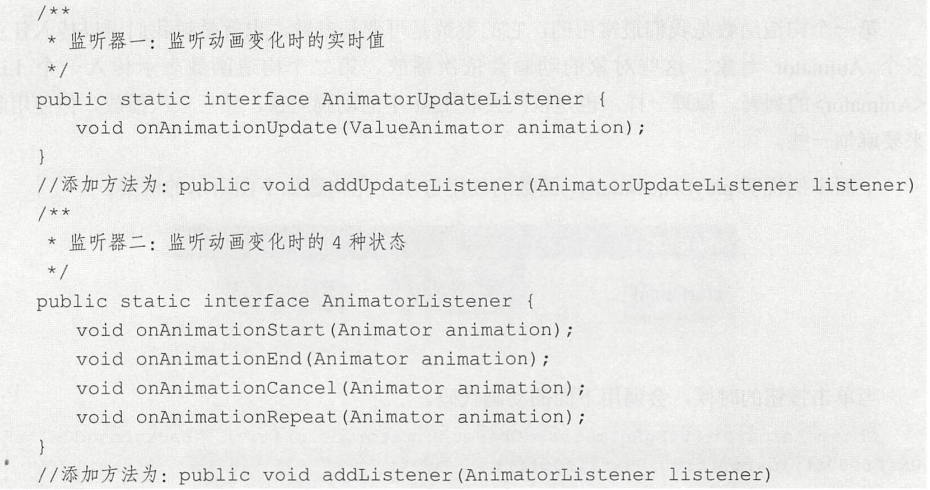 /**
 * 监听器一：监听动画变化时的实时值
 */
public static interface AnimatorUpdateListener {
    void onAnimationUpdate(ValueAnimator animation);
}
//添加方法为：public void addUpdateListener(AnimatorUpdateListener listener)
/**
 * 监听器二：监听动画变化时的 4 种状态
 */
public static interface AnimatorListener {
    void onAnimationStart(Animator animation);
    void onAnimationEnd(Animator animation);
    void onAnimationCancel(Animator animation);
    void onAnimationRepeat(Animator animation);
}
//添加方法为：public void addListener(AnimatorListener listener)